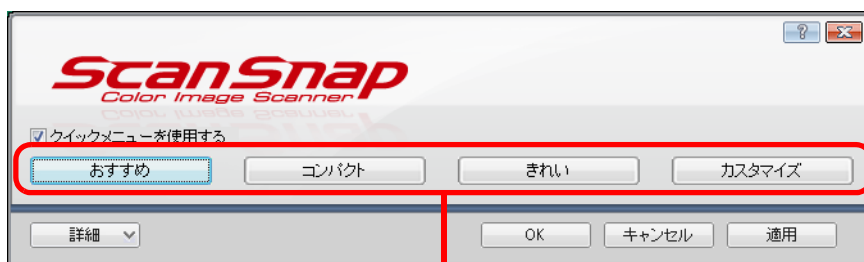 ScanSnap
Color Image Scanner
クイックメニューを使用する
おすすめ コンパクト きれい カスタマイズ
詳細 OK キャンセル 適用